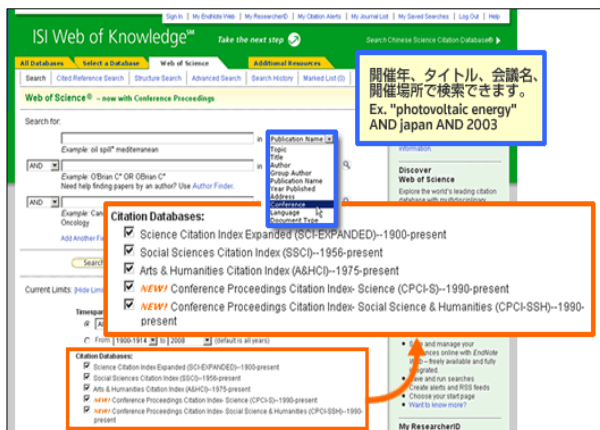 Sign In | My EndNote Web | My ResearcherID | My Citation Alerts | My Journal List | My Saved Searches | Log Out | Help
ISI Web of Knowledge℠ Take the next step
Search Chinese Science Citation Database®
All Databases Select a Database Web of Science Additional Resources
Search | Cited Reference Search | Structure Search | Advanced Search | Search History | Marked List (0)
Web of Science® – now with Conference Proceedings
開催年、タイトル、会議名、
開催場所で検索できます。
Ex. "photovoltaic energy"
AND japan AND 2003
Search for:
in Publication Name
Example: oil spill* mediterranean
AND in
Example: O'Brian C* OR OBrian C*
Need help finding papers by an author? Use Author Finder.
AND in
Example: Can
Oncology
Add Another Fi
Topic
Title
Author
Group Author
Publication Name
Year Published
Address
Conference
Language
Document Type
information.
Discover
Web of Science
Explore the world's leading citation
database with multidisciplinary
Citation Databases:
Science Citation Index Expanded (SCI-EXPANDED)--1900-present
Social Sciences Citation Index (SSCI)--1956-present
Arts & Humanities Citation Index (A&HCI)--1975-present
NEW! Conference Proceedings Citation Index- Science (CPCI-S)--1990-present
NEW! Conference Proceedings Citation Index- Social Science & Humanities (CPCI-SSH)--1990-
present
Search
Current Limits: [Hide Limi
Timespan
From 1900-1914 to 2008 (default is all years)
Citation Databases:
Science Citation Index Expanded (SCI-EXPANDED)--1900-present
Social Sciences Citation Index (SSCI)--1956-present
Arts & Humanities Citation Index (A&HCI)--1975-present
NEW! Conference Proceedings Citation Index- Science (CPCI-S)--1990-present
NEW! Conference Proceedings Citation Index- Social Science & Humanities (CPCI-SSH)--1990-
present
and manage your
online with EndNote
Web – freely available and fully
integrated.
Save and run searches
Create alerts and RSS feeds
Choose your start page
Want to know more?
My ResearcherID